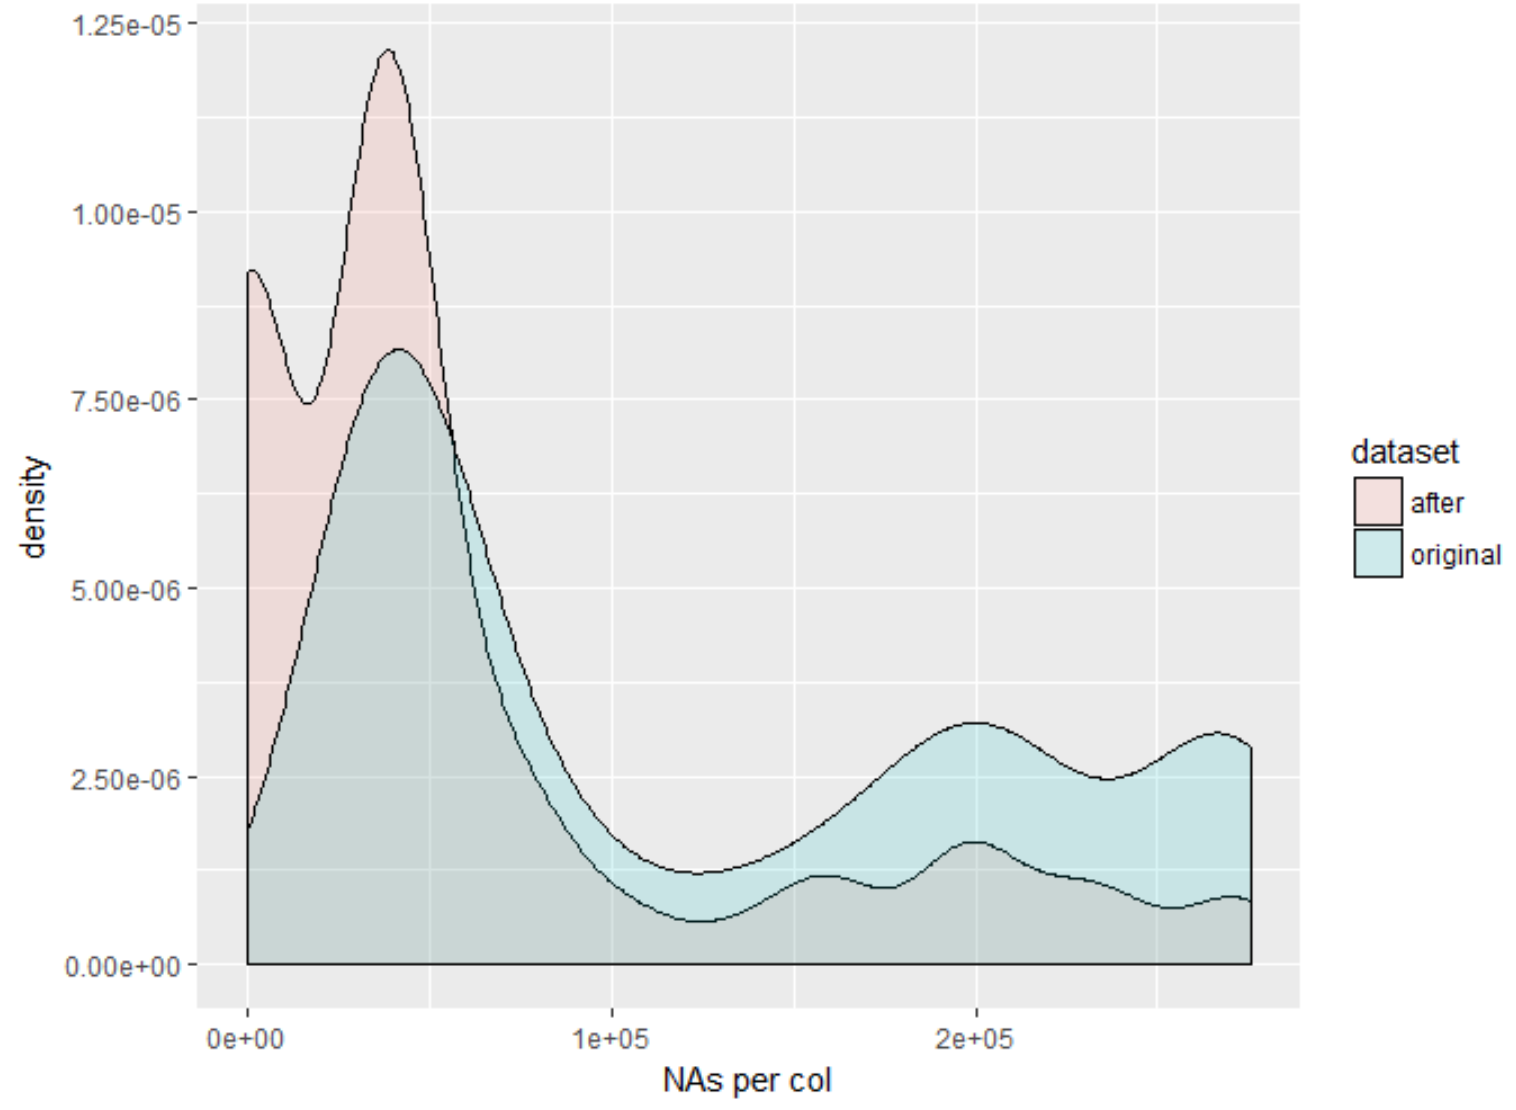 1.25e-05
1.00e-05
7.50e-06
5.00e-06
2.50e-06
0.00e+00
density
0e+00 1e+05 2e+05
NAs per col
dataset
after
original